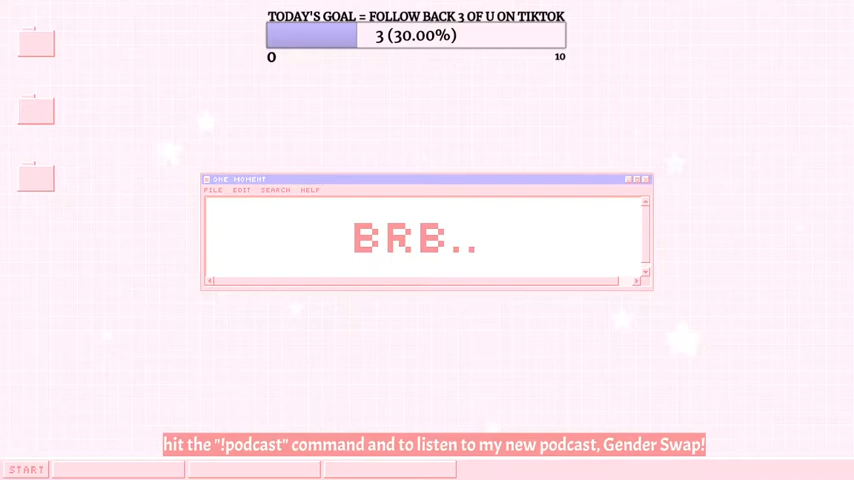 TODAY'S GOAL = FOLLOW BACK 3 OF U ON TIKTOK
3 (30.00%)
0 10
ONE MOMENT
FILE EDIT SEARCH HELP
BRB..
hit the "!podcast" command and to listen to my new podcast, Gender Swap!
START